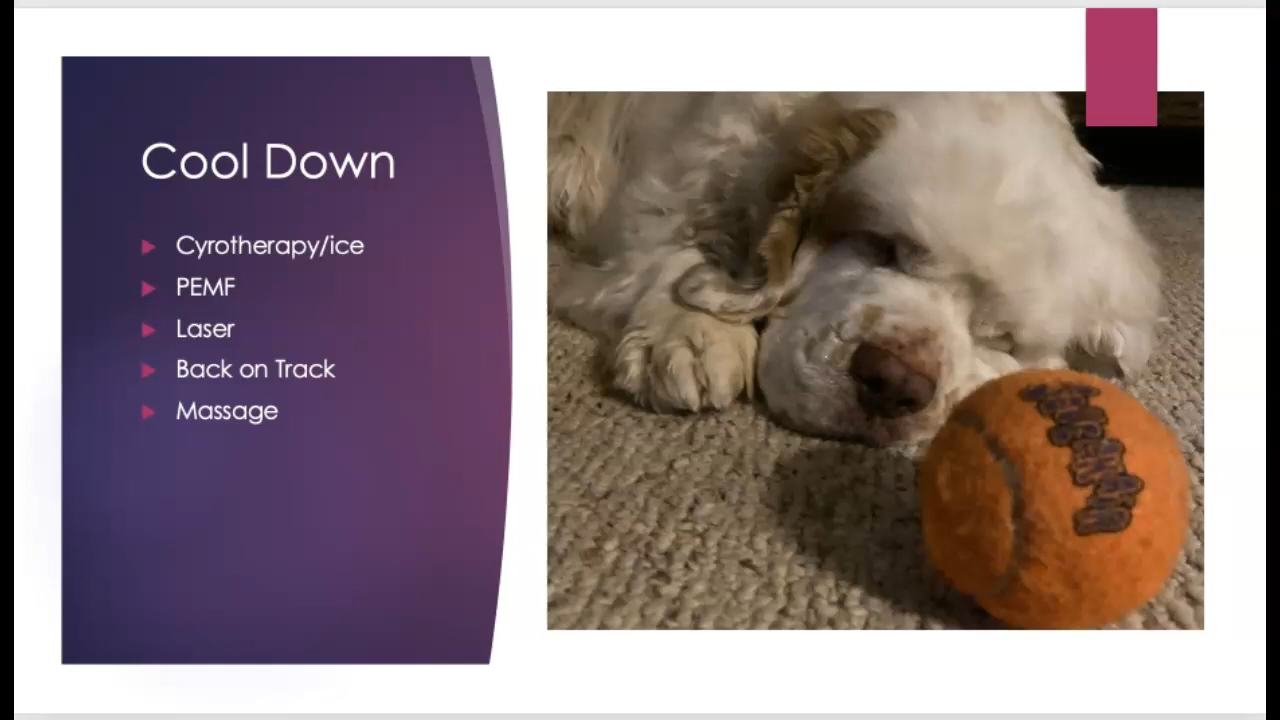 Cool Down
Cyrotherapy/ice
PEMF
Laser
Back on Track
Massage